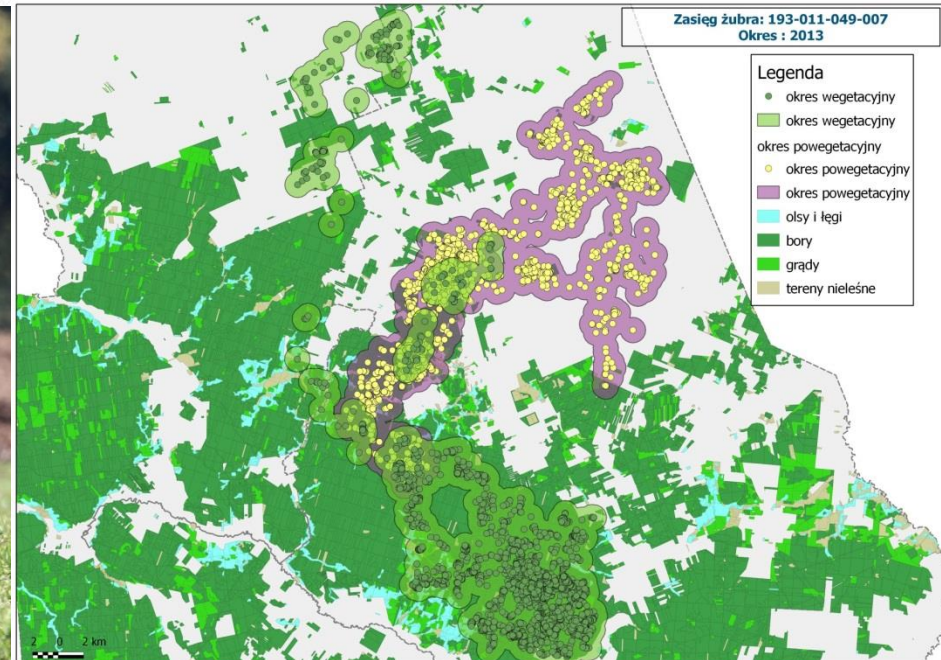 Zasięg żubra: 193-011-049-007
Okres : 2013
Legenda
okres wegetacyjny
okres wegetacyjny
okres powegetacyjny
okres powegetacyjny
okres powegetacyjny
olsy i łęgi
bory
grądy
tereny nieleśne
2 0 2 km